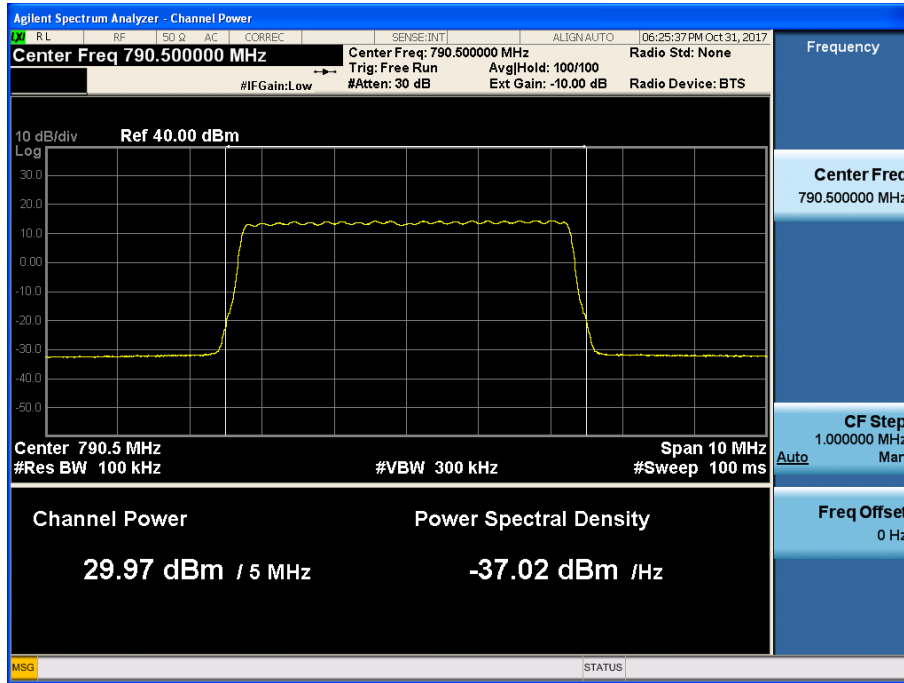 Agilent Spectrum Analyzer - Channel Power
LXI RL RF 50 Ω AC CORREC SENSE:INT ALIGNAUTO 06:25:37PM Oct 31, 2017
Center Freq 790.500000 MHz
Center Freq: 790.500000 MHz Radio Std: None
Trig: Free Run Avg|Hold: 100/100
#IFGain:Low #Atten: 30 dB Ext Gain: -10.00 dB Radio Device: BTS
10 dB/div Ref 40.00 dBm
Log
30.0
20.0
10.0
0.00
-10.0
-20.0
-30.0
-40.0
-50.0
Center 790.5 MHz Span 10 MHz
#Res BW 100 kHz #VBW 300 kHz #Sweep 100 ms
Channel Power Power Spectral Density
29.97 dBm / 5 MHz -37.02 dBm /Hz
Frequency
Center Freq
790.500000 MHz
CF Step
1.000000 MHz
Auto Man
Freq Offset
0 Hz
MSG STATUS